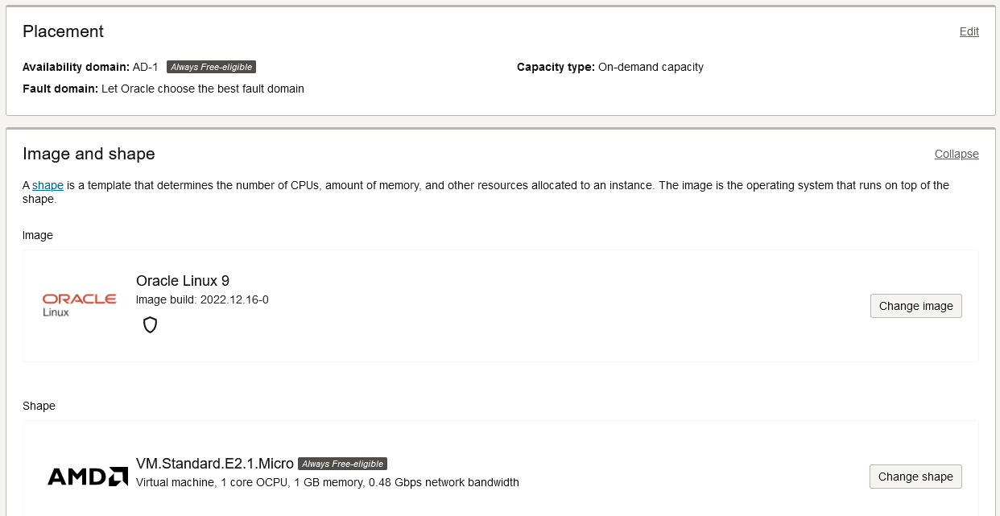 Placement
Edit
Availability domain: AD-1 Always Free-eligible
Capacity type: On-demand capacity
Fault domain: Let Oracle choose the best fault domain
Image and shape
Collapse
A shape is a template that determines the number of CPUs, amount of memory, and other resources allocated to an instance. The image is the operating system that runs on top of the
shape.
Image
ORACLE
Linux
Oracle Linux 9
Image build: 2022.12.16-0
Change image
Shape
AMD
VM.Standard.E2.1.Micro Always Free-eligible
Virtual machine, 1 core OCPU, 1 GB memory, 0.48 Gbps network bandwidth
Change shape